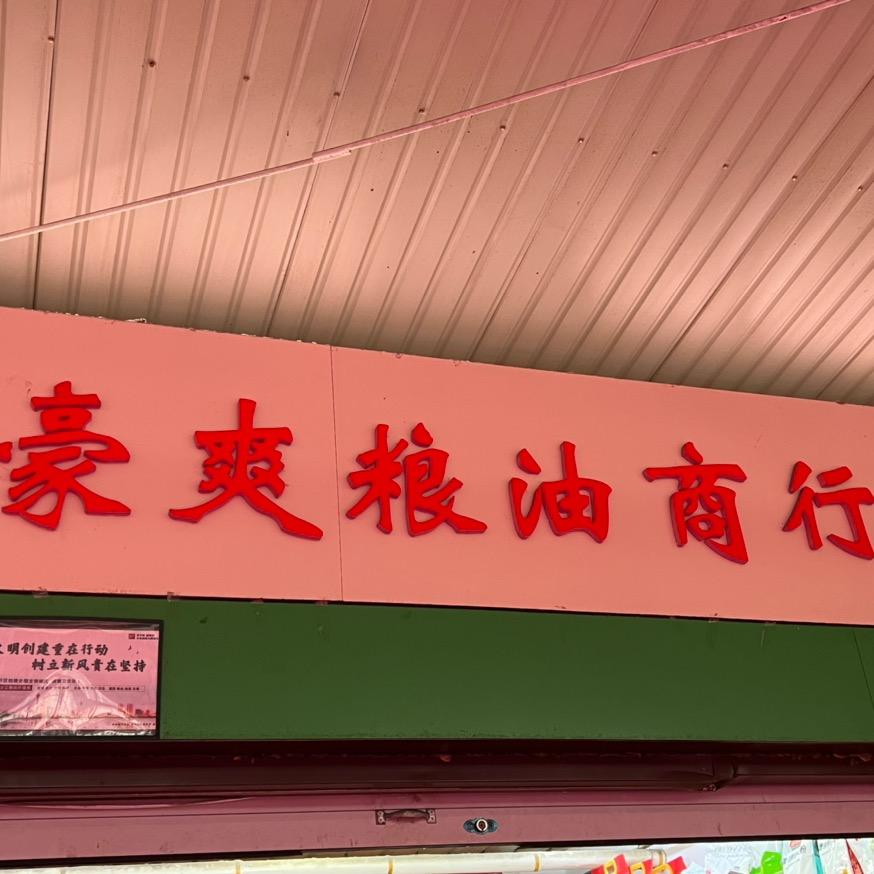 豪爽粮油商行
文明创建重在行动
树立新风贵在坚持